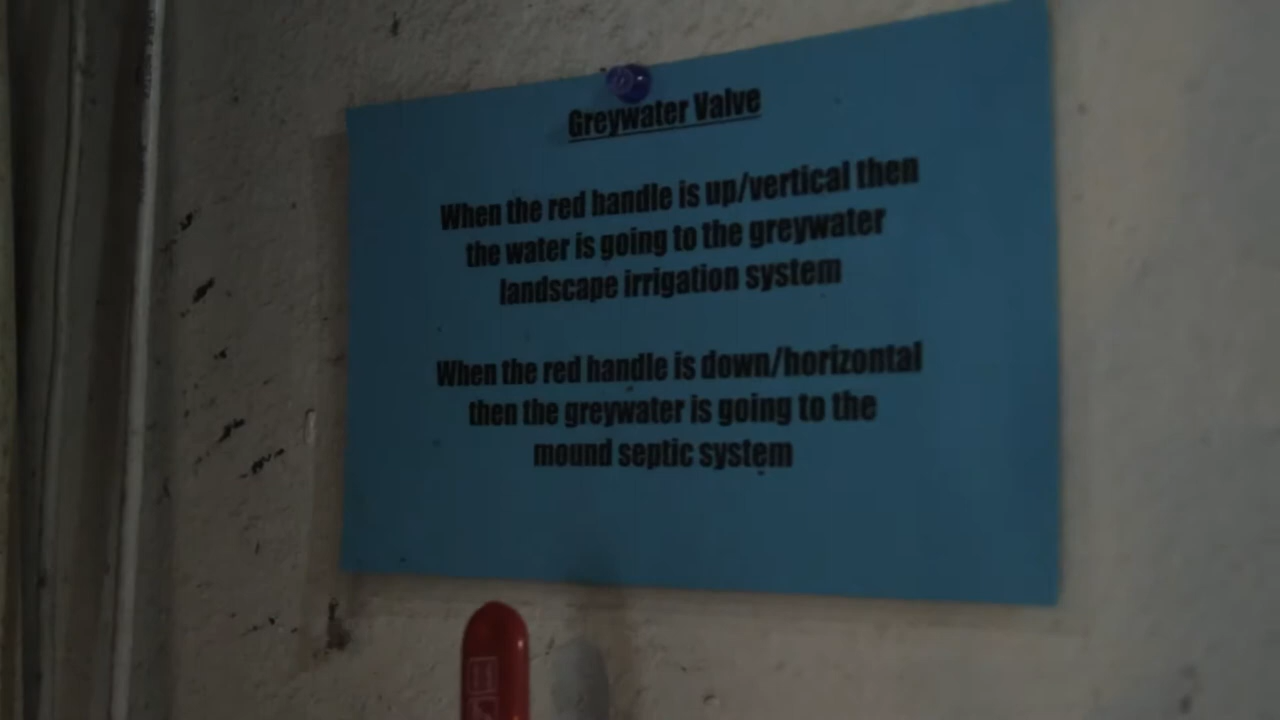 Greywater Valve
When the red handle is up/vertical then
the water is going to the greywater
landscape irrigation system
When the red handle is down/horizontal
then the greywater is going to the
mound septic system